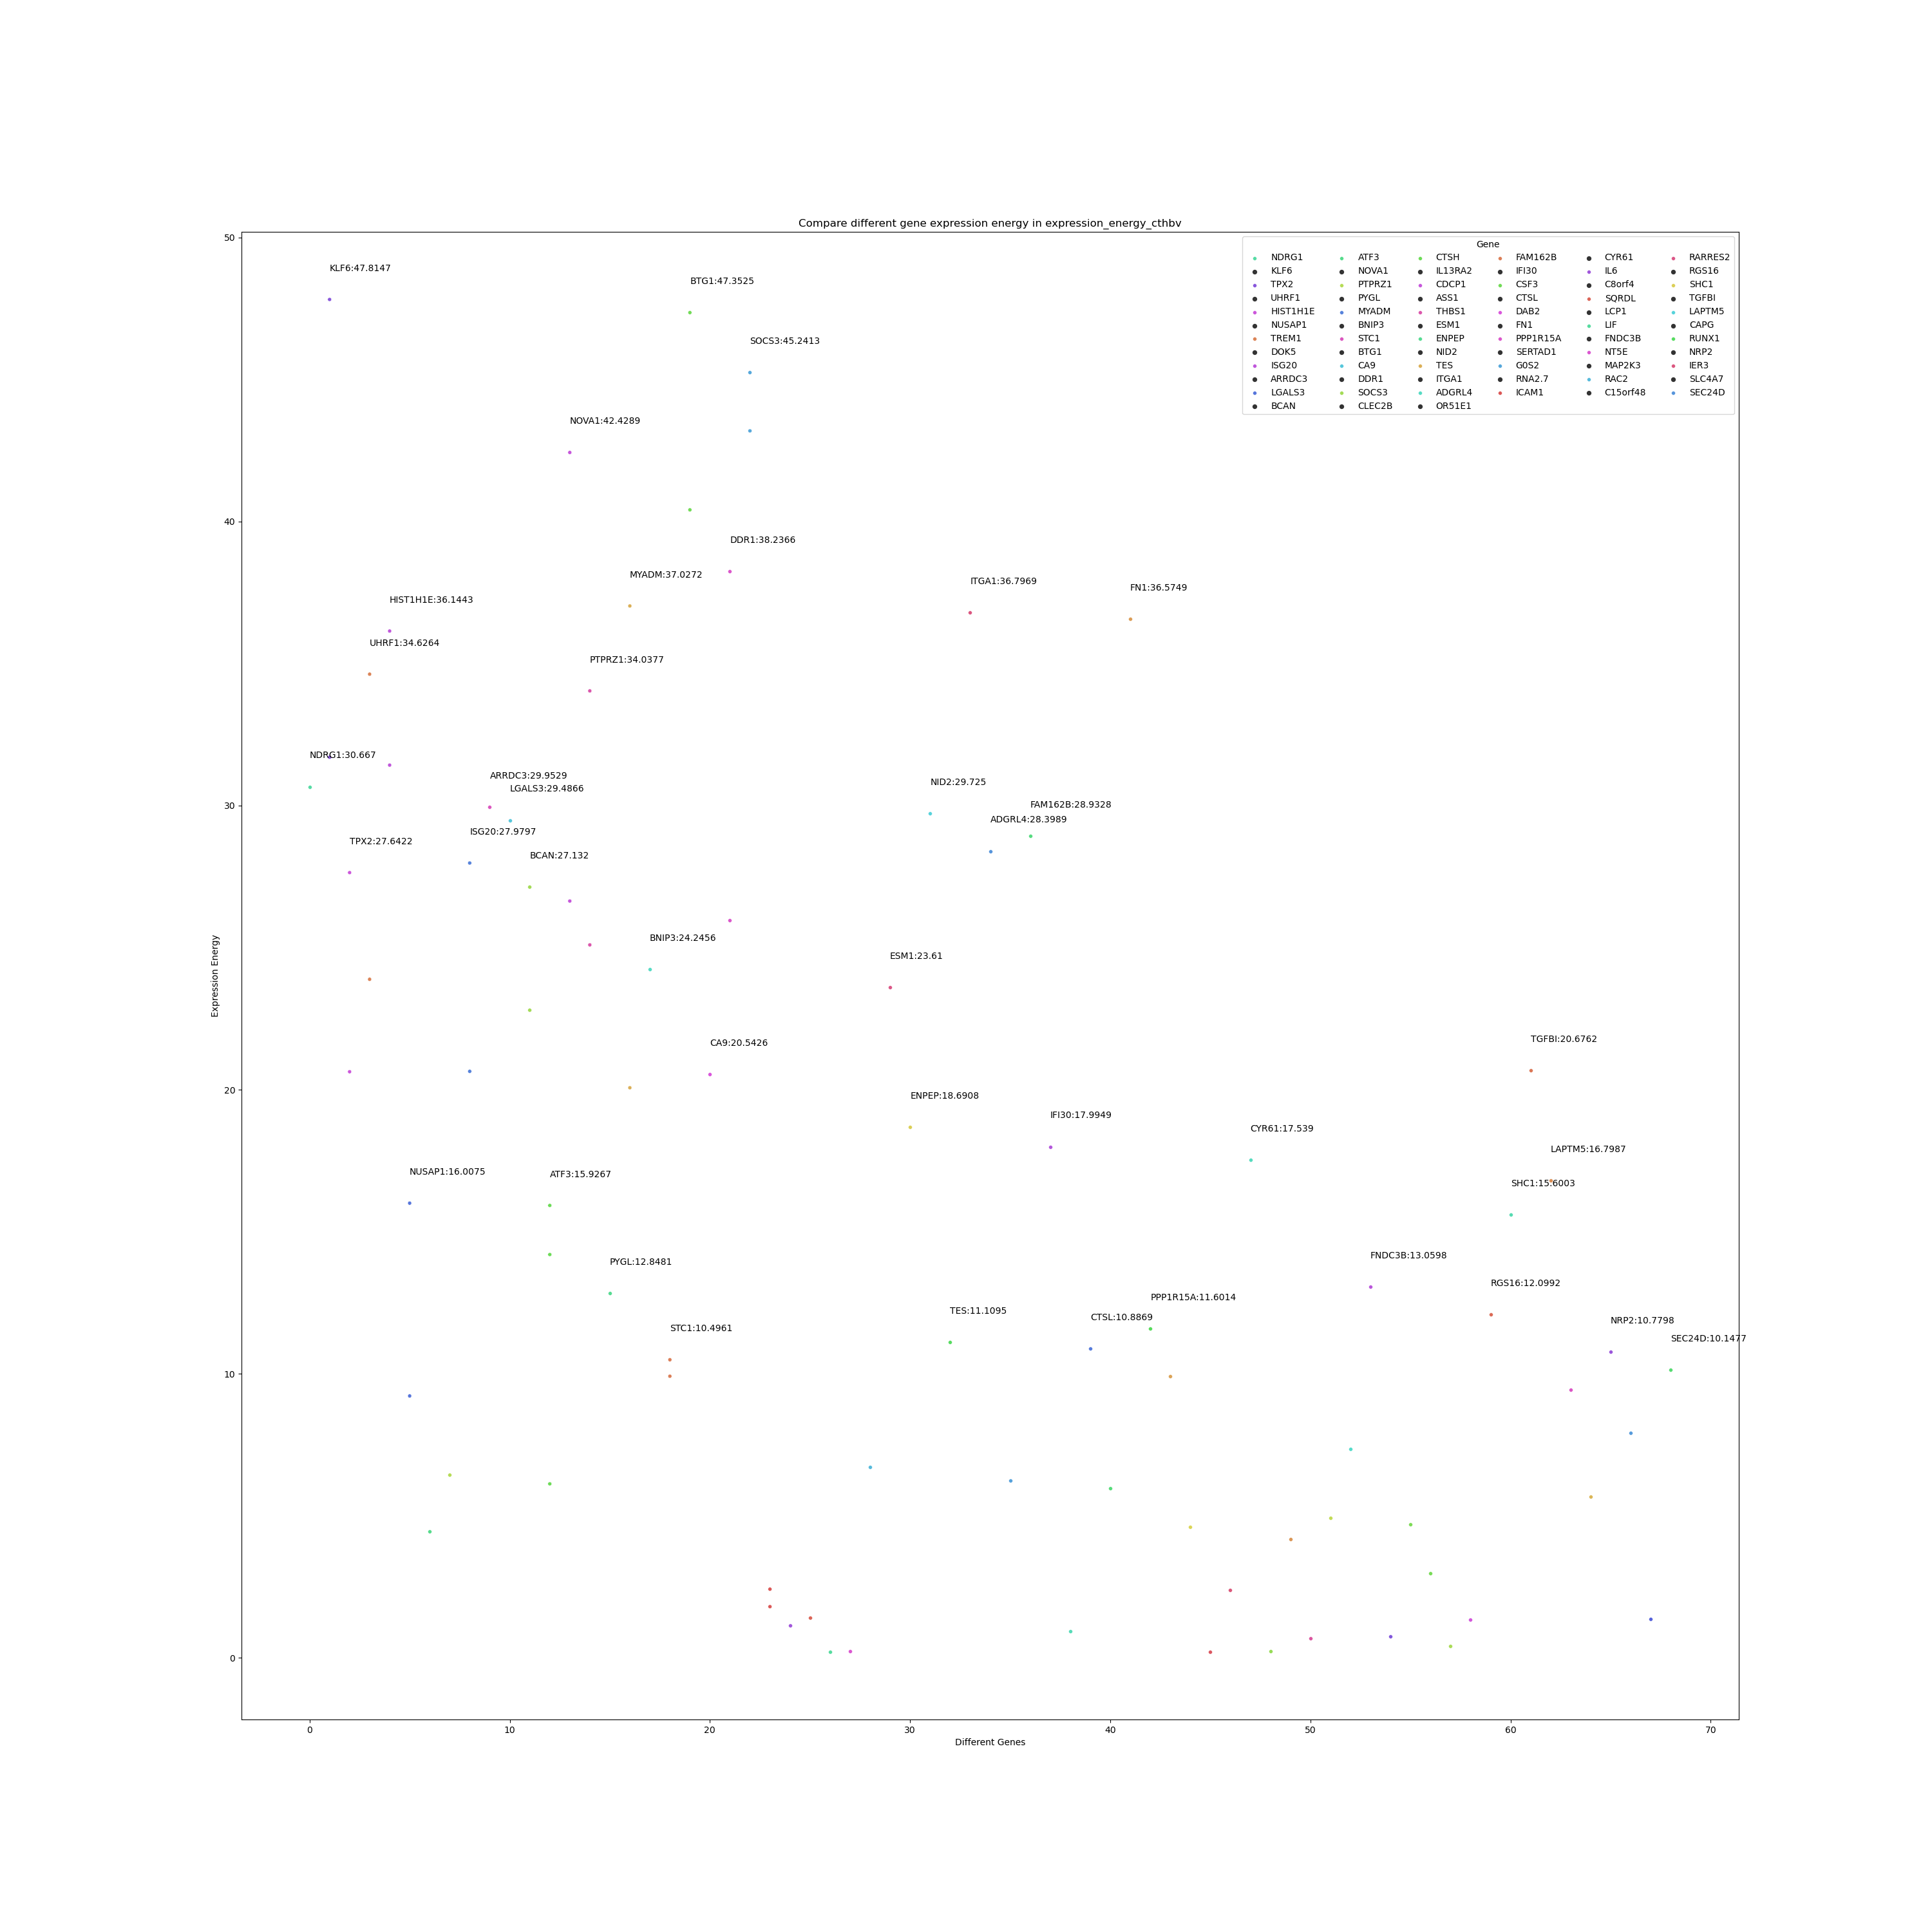 Compare different gene expression energy in expression_energy_cthbv
Gene
NDRG1 ATF3 CTSH FAM162B CYR61 RARRES2
KLF6 NOVA1 IL13RA2 IFI30 IL6 RGS16
TPX2 PTPRZ1 CDCP1 CSF3 C8orf4 SHC1
UHRF1 PYGL ASS1 CTSL SQRDL TGFBI
HIST1H1E MYADM THBS1 DAB2 LCP1 LAPTM5
NUSAP1 BNIP3 ESM1 FN1 LIF CAPG
TREM1 STC1 ENPEP PPP1R15A FNDC3B RUNX1
DOK5 BTG1 NID2 SERTAD1 NT5E NRP2
ISG20 CA9 TES G0S2 MAP2K3 IER3
ARRDC3 DDR1 ITGA1 RNA2.7 RAC2 SLC4A7
LGALS3 SOCS3 ADGRL4 ICAM1 C15orf48 SEC24D
BCAN CLEC2B OR51E1
50
KLF6:47.8147
BTG1:47.3525
SOCS3:45.2413
NOVA1:42.4289
40
DDR1:38.2366
MYADM:37.0272
ITGA1:36.7969
FN1:36.5749
HIST1H1E:36.1443
UHRF1:34.6264
PTPRZ1:34.0377
NDRG1:30.667
ARRDC3:29.9529
NID2:29.725
LGALS3:29.4866
30
FAM162B:28.9328
ADGRL4:28.3989
ISG20:27.9797
TPX2:27.6422
BCAN:27.132
BNIP3:24.2456
ESM1:23.61
Expression Energy
TGFBI:20.6762
CA9:20.5426
20
ENPEP:18.6908
IFI30:17.9949
CYR61:17.539
LAPTM5:16.7987
NUSAP1:16.0075
ATF3:15.9267
SHC1:15.6003
FNDC3B:13.0598
PYGL:12.8481
RGS16:12.0992
PPP1R15A:11.6014
TES:11.1095
CTSL:10.8869
NRP2:10.7798
STC1:10.4961
SEC24D:10.1477
10
0
0 10 20 30 40 50 60 70
Different Genes